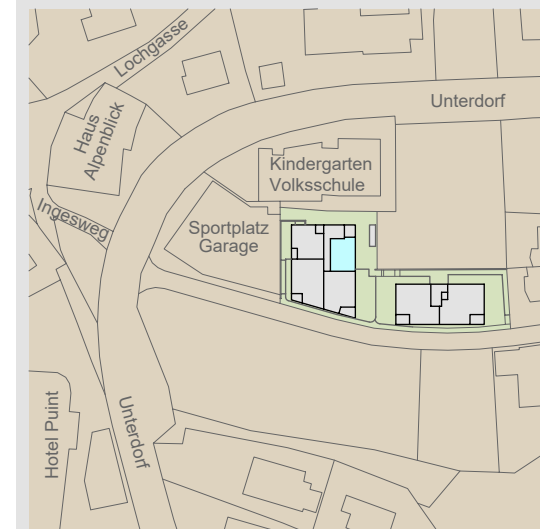 Lochgasse
Unterdorf
Haus
Alpenblick
Kindergarten
Volksschule
Ingesweg
Sportplatz
Garage
Hotel Puint
Unterdorf